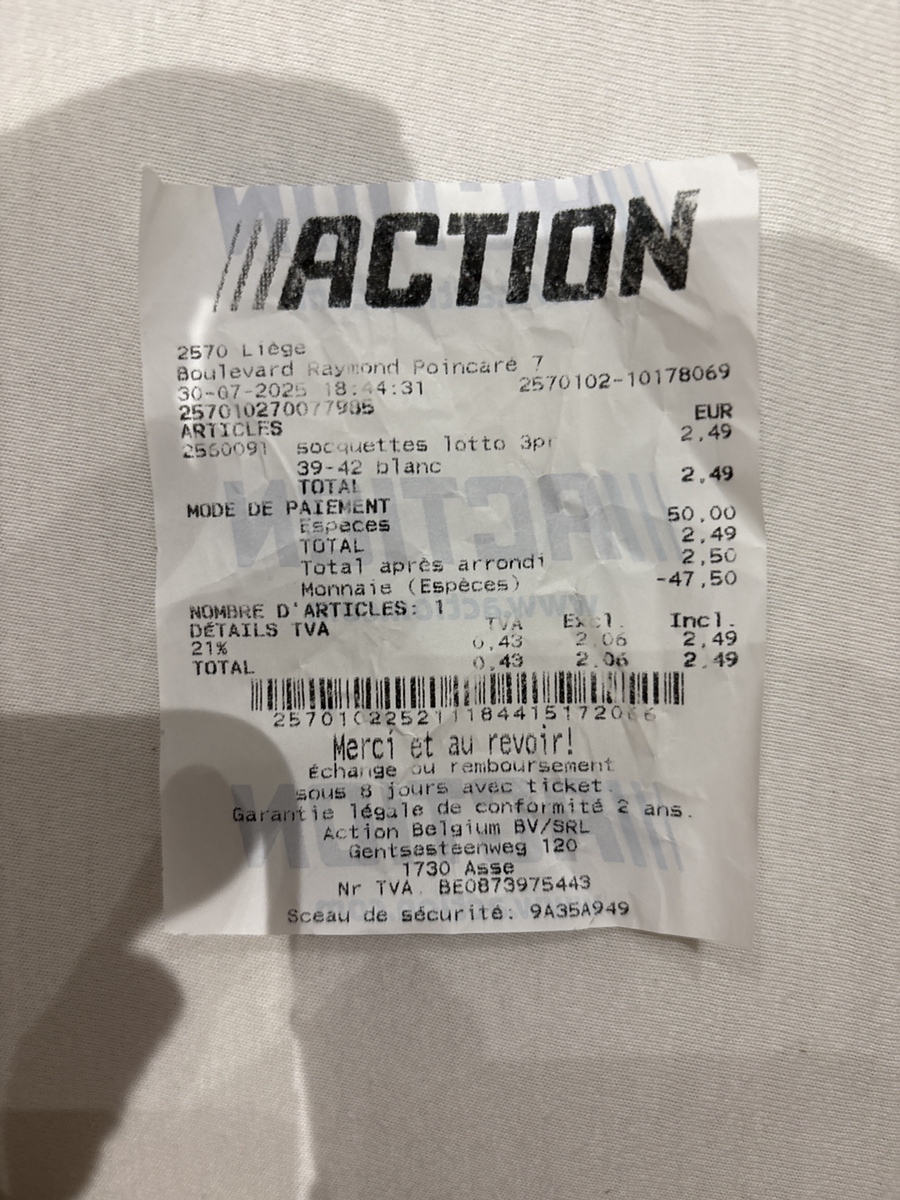 ///ACTION
2570 Liège
Boulevard Raymond Poincaré 7
30-07-2025 18:44:31 2570102-10178069
257010270077985
ARTICLES EUR
2560091 socquettes lotto 3pr 2,49
39-42 blanc
TOTAL 2,49
MODE DE PAIEMENT
Espèces 50,00
TOTAL 2,49
Total après arrondi 2,50
Monnaie (Espèces) -47,50
NOMBRE D'ARTICLES: 1
DÉTAILS TVA TVA Excl. Incl.
21% 0,43 2,06 2,49
TOTAL 0,43 2,06 2,49
Merci et au revoir!
Échange ou remboursement
sous 8 jours avec ticket.
Garantie légale de conformité 2 ans.
Action Belgium BV/SRL
Gentsesteenweg 120
1730 Asse
Nr TVA. BE0873975443
Sceau de sécurité: 9A35A949